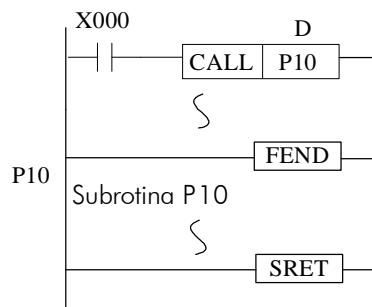 X000
D
CALL P10
FEND
P10
Subrotina P10
SRET